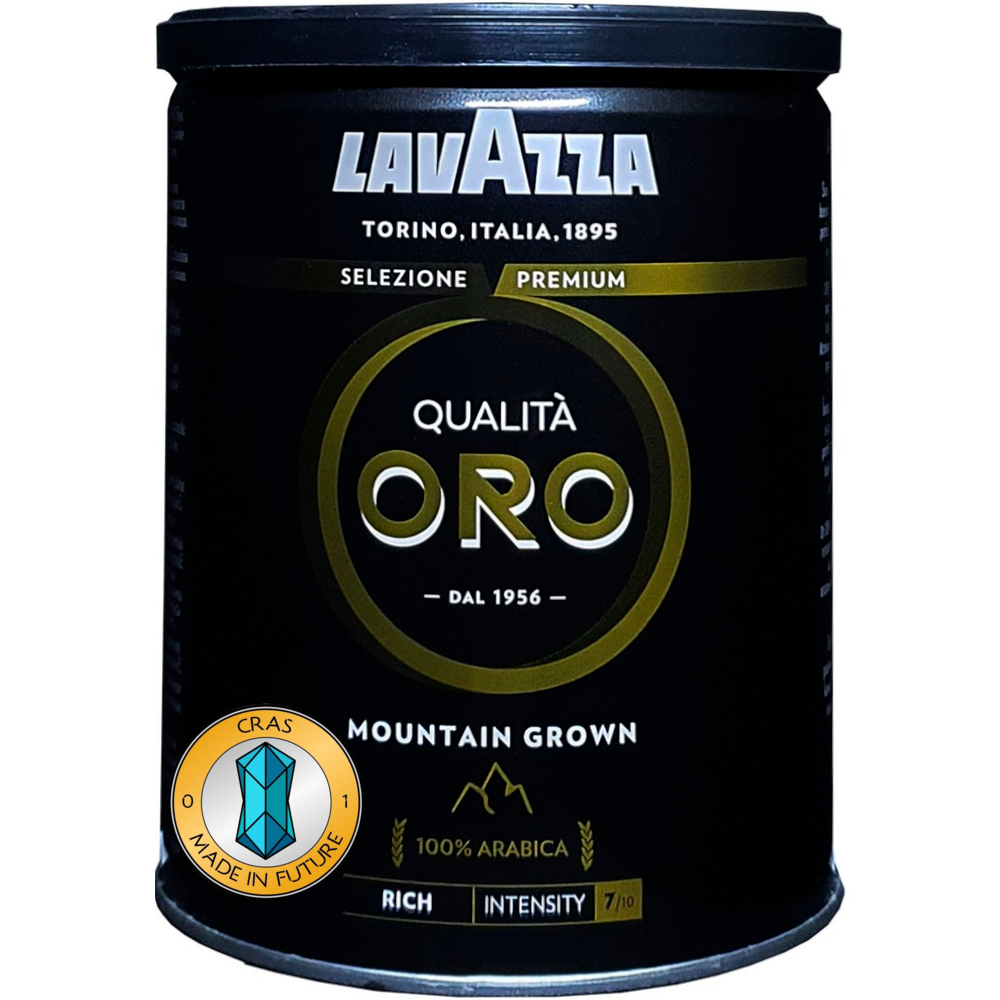 LAVAZZA
TORINO, ITALIA, 1895
SELEZIONE PREMIUM
QUALITÀ
ORO
— DAL 1956 —
MOUNTAIN GROWN
100% ARABICA
RICH INTENSITY 7/10
CRAS
0 1
MADE IN FUTURE